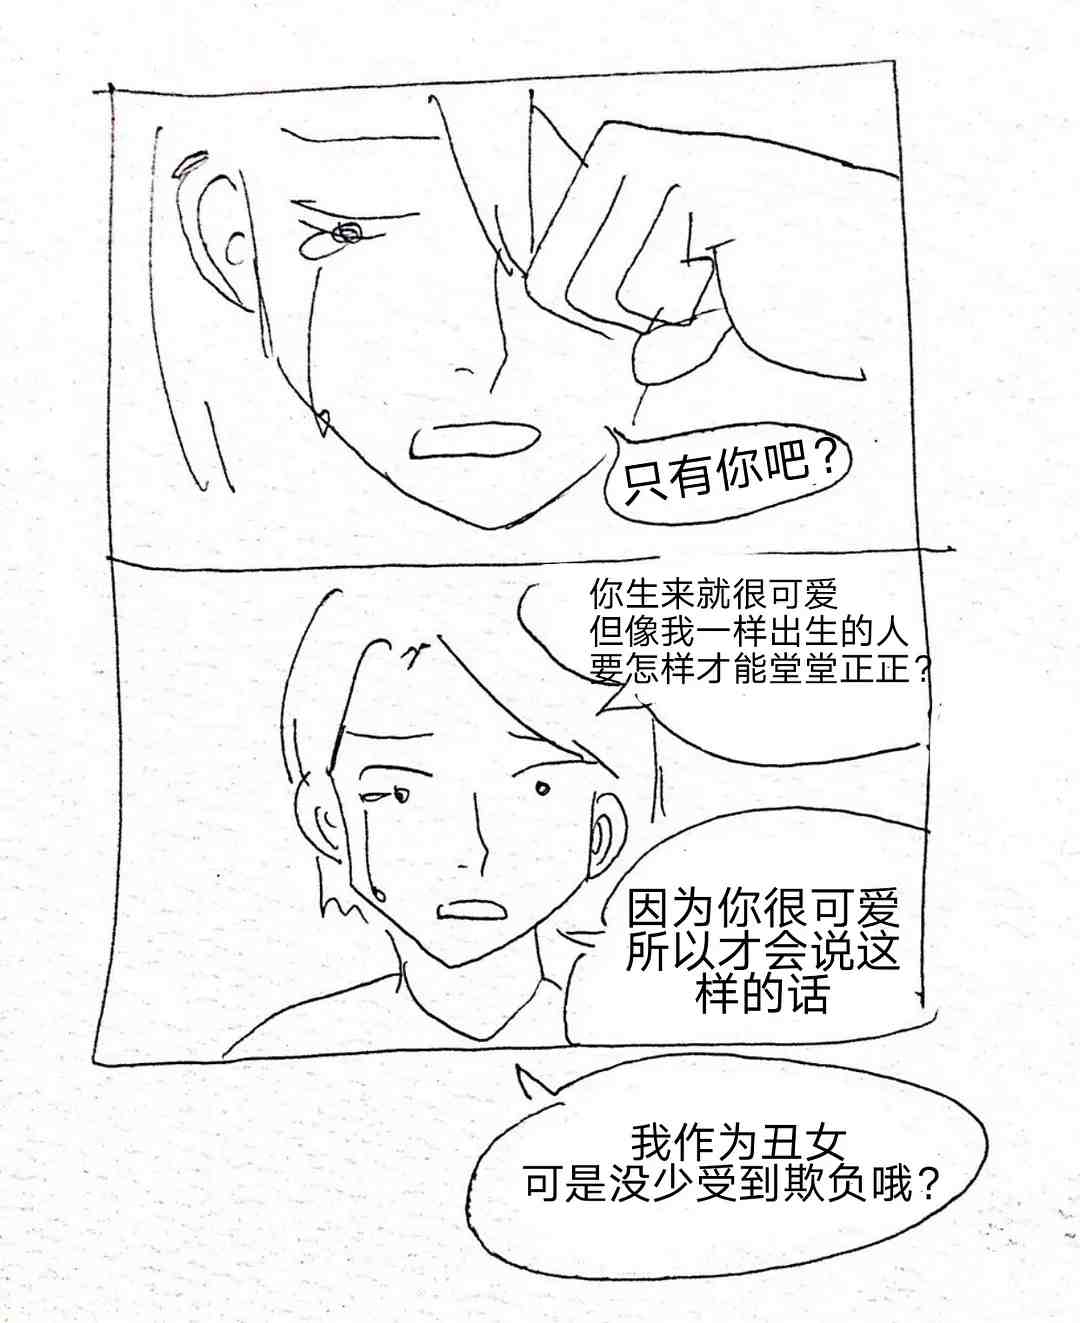 只有你吧？
你生来就很可爱
但像我一样出生的人
要怎样才能堂堂正正？
因为你很可爱
所以才会说这
样的话
我作为丑女
可是没少受到欺负哦？